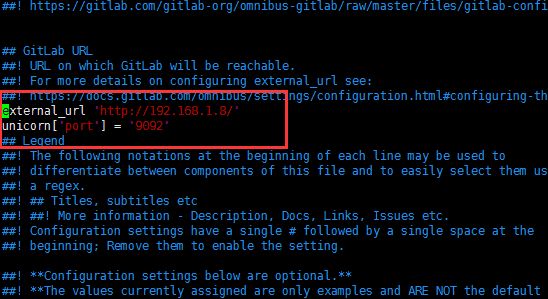 ##! https://gitlab.com/gitlab-org/omnibus-gitlab/raw/master/files/gitlab-confi
## GitLab URL
##! URL on which GitLab will be reachable.
##! For more details on configuring external_url see:
##! https://docs.gitlab.com/omnibus/settings/configuration.html#configuring-th
external_url 'http://192.168.1.8/'
unicorn['port'] = '9092'
## Legend
##! The following notations at the beginning of each line may be used to
##! differentiate between components of this file and to easily select them us
##! a regex.
##! ## Titles, subtitles etc
##! ##! More information - Description, Docs, Links, Issues etc.
##! Configuration settings have a single # followed by a single space at the
##! beginning; Remove them to enable the setting.
##! **Configuration settings below are optional.**
##! **The values currently assigned are only examples and ARE NOT the default